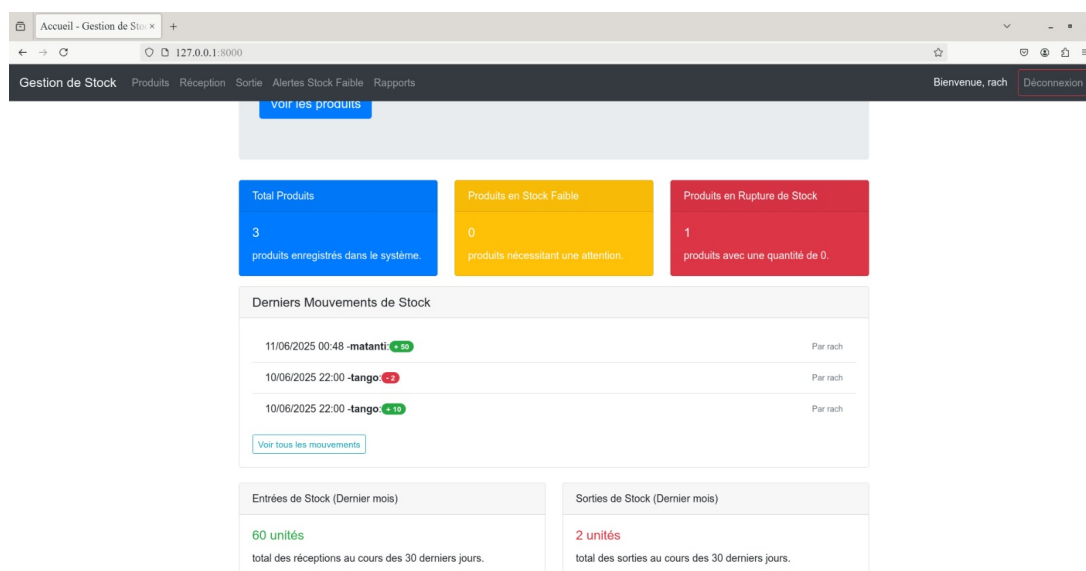 Accueil - Gestion de Sto
127.0.0.1:8000
Gestion de Stock Produits Réception Sortie Alertes Stock Faible Rapports Bienvenue, rach Déconnexion
Voir les produits
Total Produits
3
produits enregistrés dans le système.
Produits en Stock Faible
0
produits nécessitant une attention.
Produits en Rupture de Stock
1
produits avec une quantité de 0.
Derniers Mouvements de Stock
11/06/2025 00:48 -matanti: + 50 Par rach
10/06/2025 22:00 -tango: - 2 Par rach
10/06/2025 22:00 -tango: + 10 Par rach
Voir tous les mouvements
Entrées de Stock (Dernier mois)
60 unités
total des réceptions au cours des 30 derniers jours.
Sorties de Stock (Dernier mois)
2 unités
total des sorties au cours des 30 derniers jours.